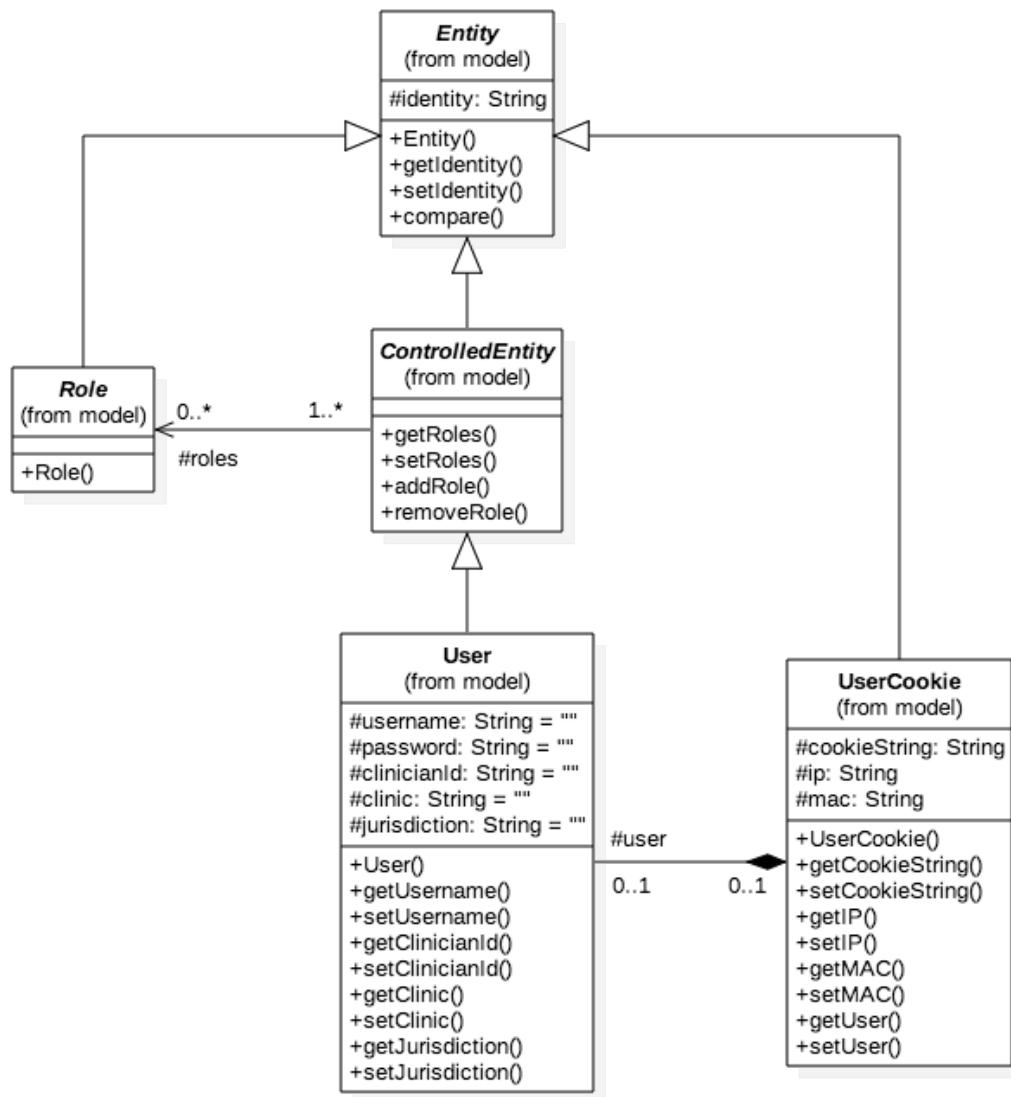 Entity
(from model)
#identity: String
+Entity()
+getIdentity()
+setIdentity()
+compare()
Role
(from model)
+Role()
0..*
1..*
#roles
ControlledEntity
(from model)
+getRoles()
+setRoles()
+addRole()
+removeRole()
User
(from model)
#username: String = ""
#password: String = ""
#clinicianId: String = ""
#clinic: String = ""
#jurisdiction: String = ""
+User()
+getUsername()
+setUsername()
+getClinicianId()
+setClinicianId()
+getClinic()
+setClinic()
+getJurisdiction()
+setJurisdiction()
#user
0..1
0..1
UserCookie
(from model)
#cookieString: String
#ip: String
#mac: String
+UserCookie()
+getCookieString()
+setCookieString()
+getIP()
+setIP()
+getMAC()
+setMAC()
+getUser()
+setUser()